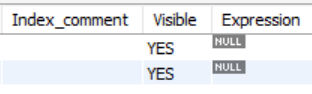 Index_comment Visible Expression
YES NULL
YES NULL